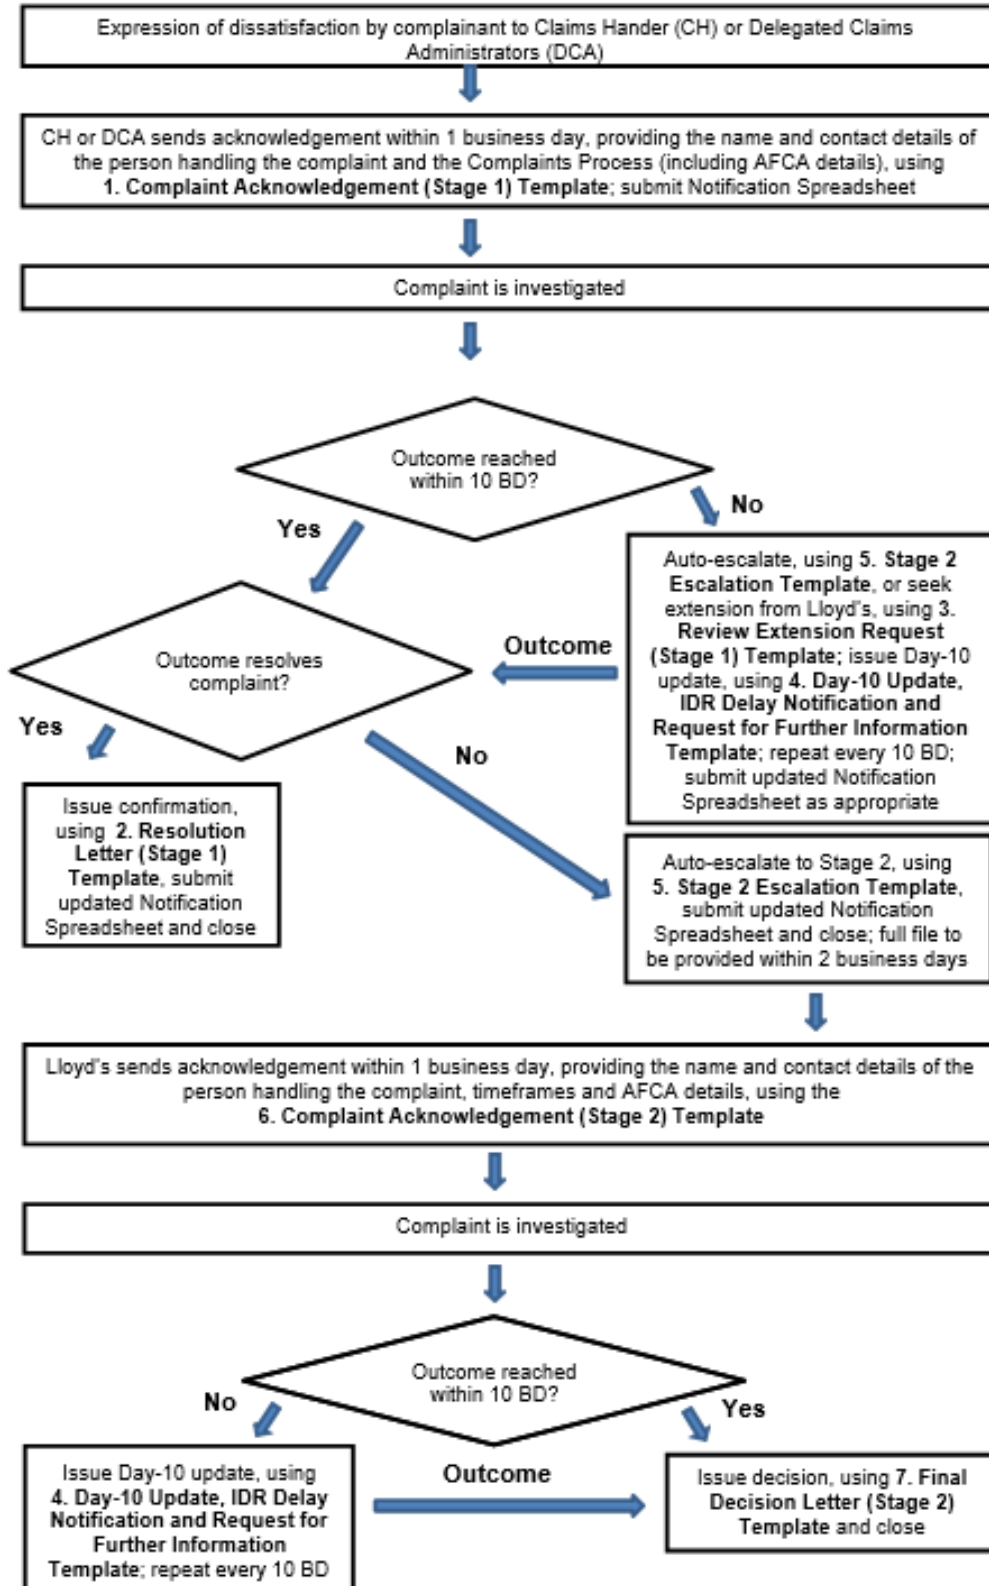 Expression of dissatisfaction by complainant to Claims Hander (CH) or Delegated Claims
Administrators (DCA)
CH or DCA sends acknowledgement within 1 business day, providing the name and contact details of
the person handling the complaint and the Complaints Process (including AFCA details), using
1. Complaint Acknowledgement (Stage 1) Template; submit Notification Spreadsheet
Complaint is investigated
Outcome reached
within 10 BD?
Yes
No
Auto-escalate, using 5. Stage 2
Escalation Template, or seek
extension from Lloyd's, using 3.
Review Extension Request
(Stage 1) Template; issue Day-10
update, using 4. Day-10 Update,
IDR Delay Notification and
Request for Further Information
Template; repeat every 10 BD;
submit updated Notification
Spreadsheet as appropriate
Outcome
Outcome resolves
complaint?
Yes
No
Issue confirmation,
using 2. Resolution
Letter (Stage 1)
Template, submit
updated Notification
Spreadsheet and close
Auto-escalate to Stage 2, using
5. Stage 2 Escalation Template,
submit updated Notification
Spreadsheet and close; full file to
be provided within 2 business days
Lloyd's sends acknowledgement within 1 business day, providing the name and contact details of the
person handling the complaint, timeframes and AFCA details, using the
6. Complaint Acknowledgement (Stage 2) Template
Complaint is investigated
Outcome reached
within 10 BD?
No
Yes
Issue Day-10 update, using
4. Day-10 Update, IDR Delay
Notification and Request for
Further Information
Template; repeat every 10 BD
Outcome
Issue decision, using 7. Final
Decision Letter (Stage 2)
Template and close